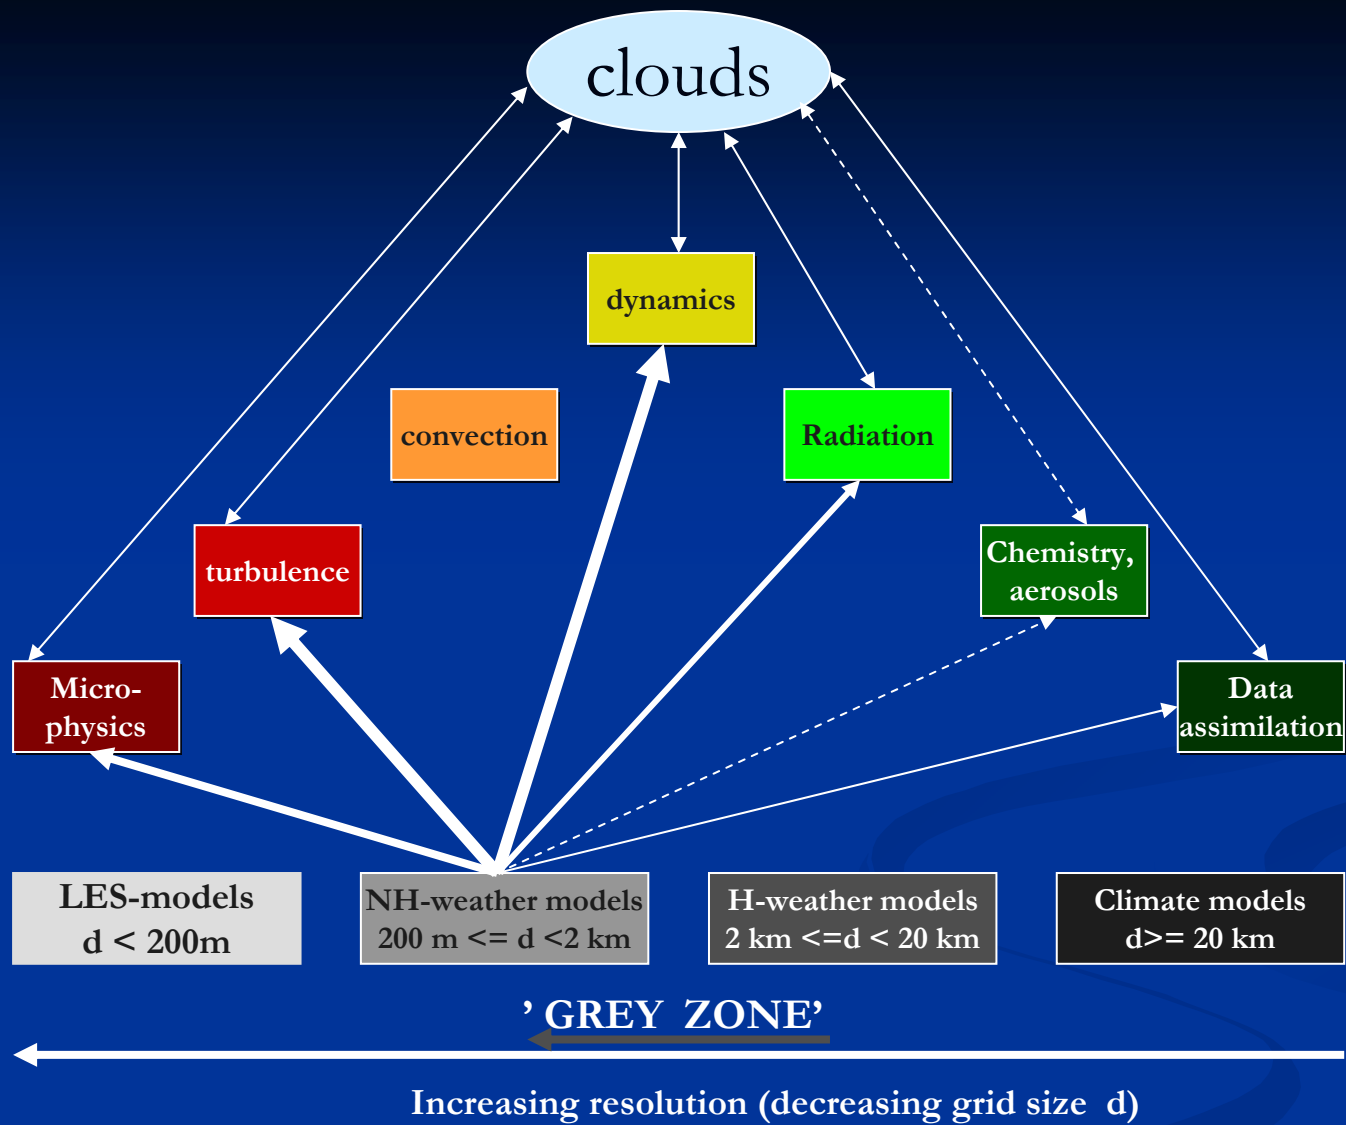 clouds
dynamics
convection
Radiation
turbulence
Chemistry,
aerosols
Micro-
physics
Data
assimilation
LES-models
d < 200m
NH-weather models
200 m <= d <2 km
H-weather models
2 km <=d < 20 km
Climate models
d>= 20 km
’ GREY ZONE’
Increasing resolution (decreasing grid size d)